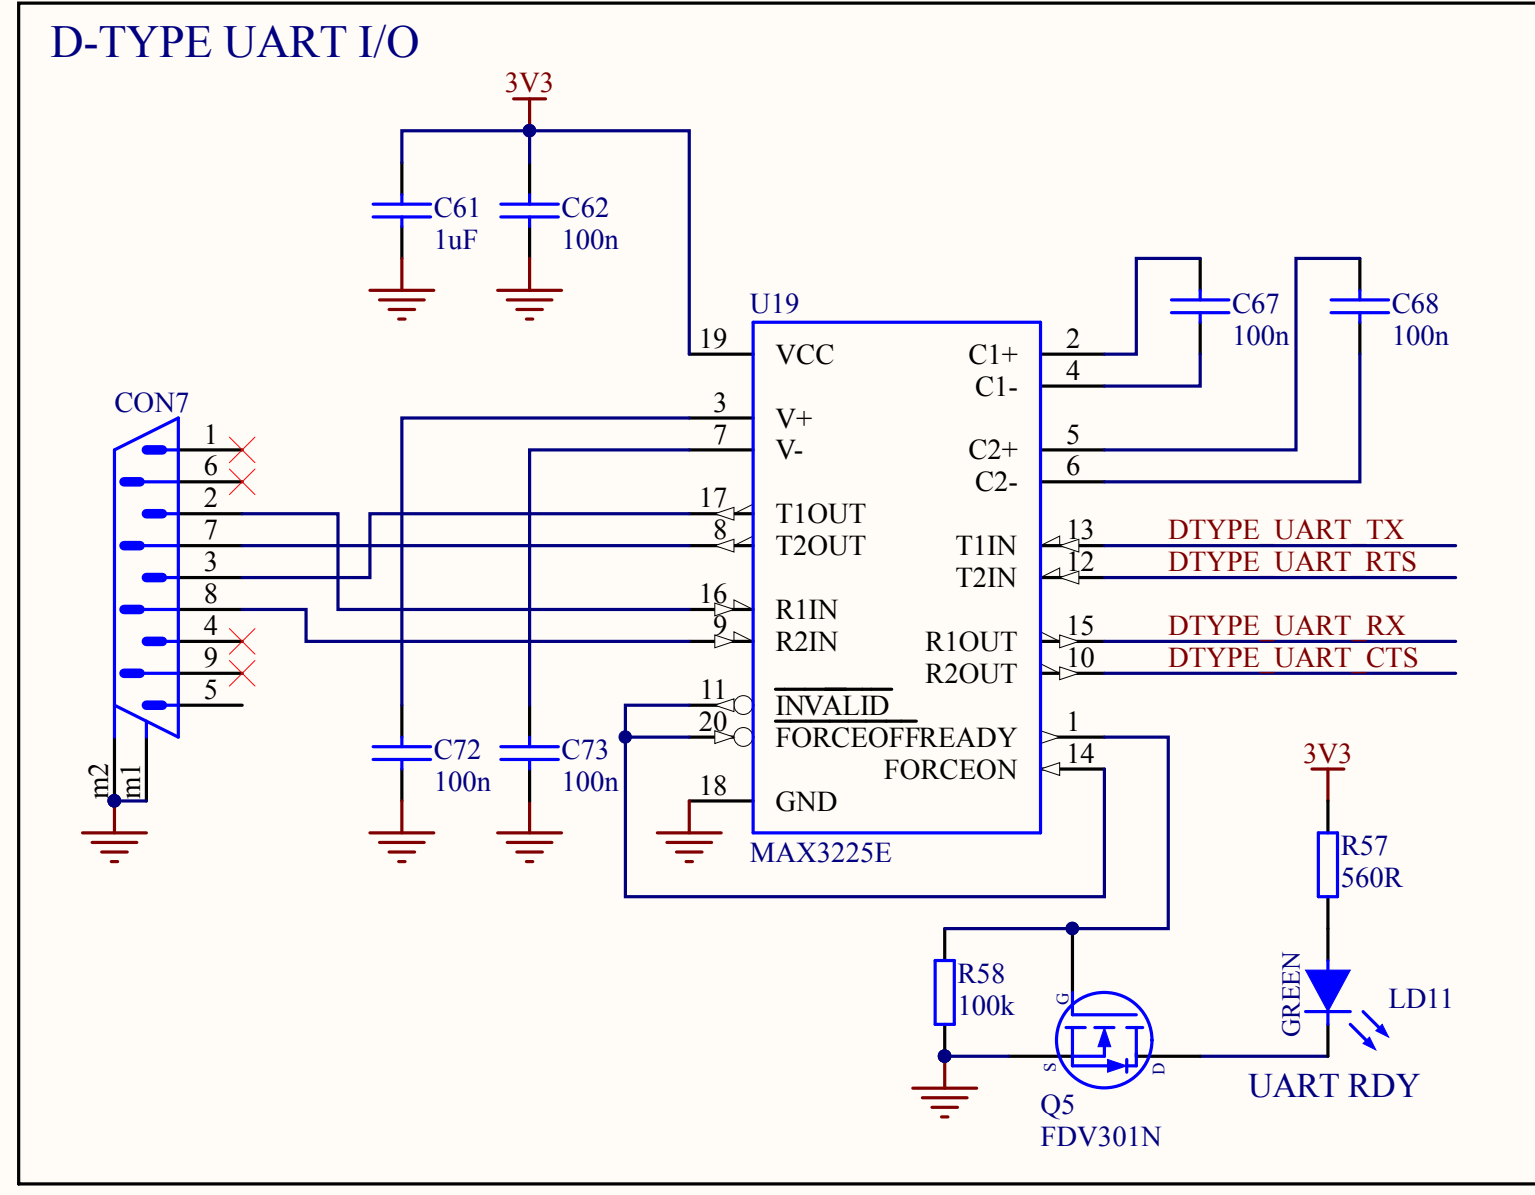 D-TYPE UART I/O
3V3
C61
1uF
C62
100n
U19
C67
100n
C68
100n
19 VCC
C1+ 2
C1- 4
CON7
3 V+
7 V-
C2+ 5
C2- 6
1
6
2
7
3
8
4
9
5
17 T1OUT
8 T2OUT
T1IN 13 DTYPE_UART_TX
T2IN 12 DTYPE_UART_RTS
16 R1IN
9 R2IN
R1OUT 15 DTYPE_UART_RX
R2OUT 10 DTYPE_UART_CTS
11 INVALID
20 FORCEOFF
READY 1
FORCEON 14
18 GND
MAX3225E
m2
m1
C72
100n
C73
100n
3V3
R57
560R
GREEN
LD11
UART RDY
R58
100k
G
S
D
Q5
FDV301N